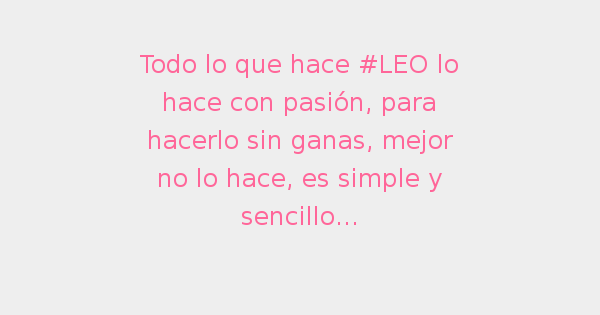 Todo lo que hace #LEO lo
hace con pasión, para
hacerlo sin ganas, mejor
no lo hace, es simple y
sencillo...